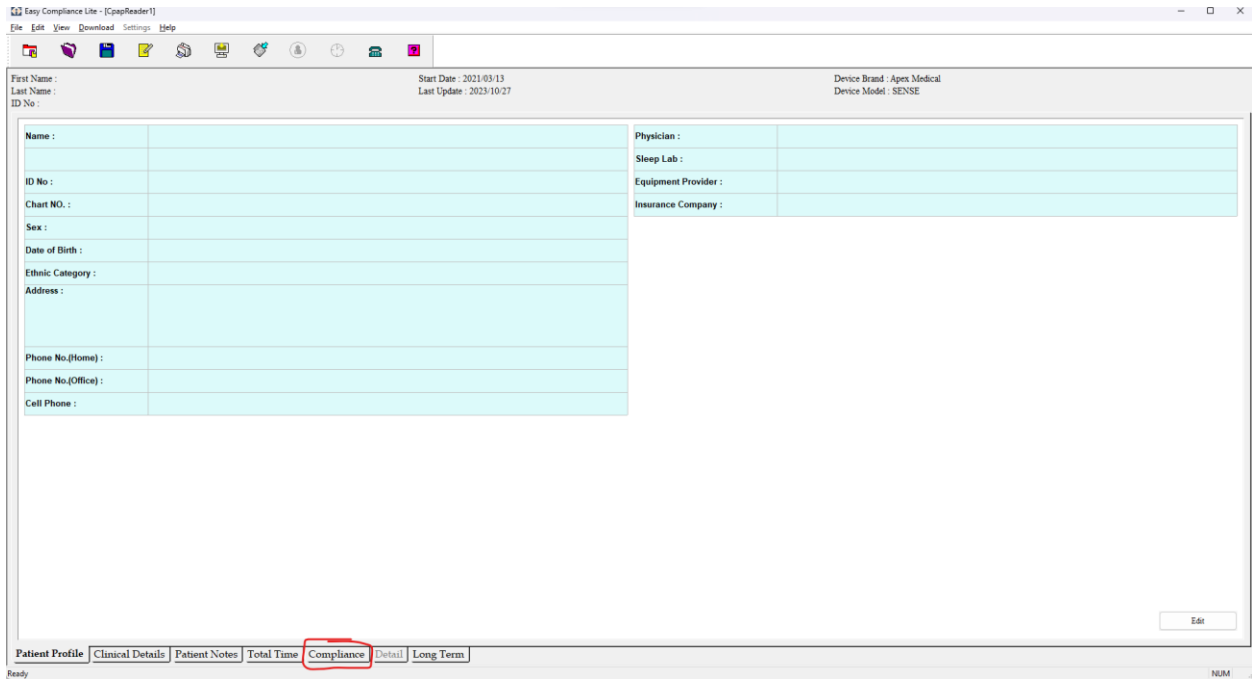 Easy Compliance Lite - [CpapReader1]
File Edit View Download Settings Help
?
First Name :
Start Date : 2021/03/13
Device Brand : Apex Medical
Last Name :
Last Update : 2023/10/27
Device Model : SENSE
ID No :
Name :
Physician :
Sleep Lab :
ID No :
Equipment Provider :
Chart NO. :
Insurance Company :
Sex :
Date of Birth :
Ethnic Category :
Address :
Phone No.(Home) :
Phone No.(Office) :
Cell Phone :
Edit
Patient Profile Clinical Details Patient Notes Total Time Compliance Detail Long Term
Ready
NUM